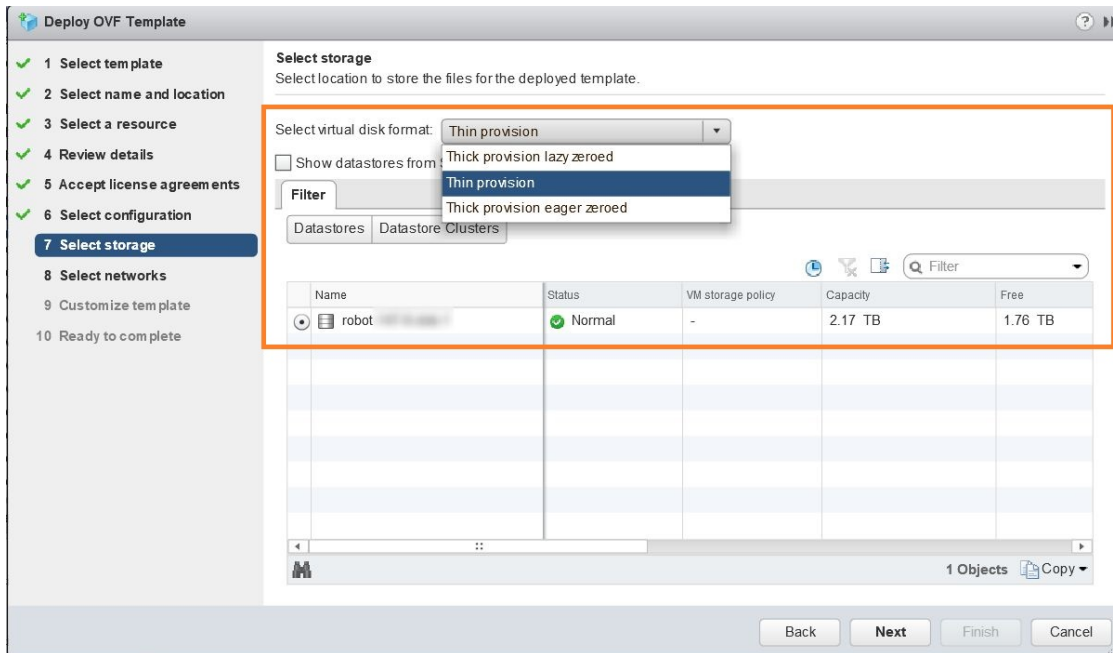 Deploy OVF Template
1 Select template
2 Select name and location
3 Select a resource
4 Review details
5 Accept license agreements
6 Select configuration
7 Select storage
8 Select networks
9 Customize template
10 Ready to complete
Select storage
Select location to store the files for the deployed template.
Select virtual disk format: Thin provision
Thick provision lazy zeroed
Thin provision
Thick provision eager zeroed
Show datastores from
Filter
Datastores Datastore Clusters
Filter
Name Status VM storage policy Capacity Free
robot Normal - 2.17 TB 1.76 TB
1 Objects Copy
Back Next Finish Cancel